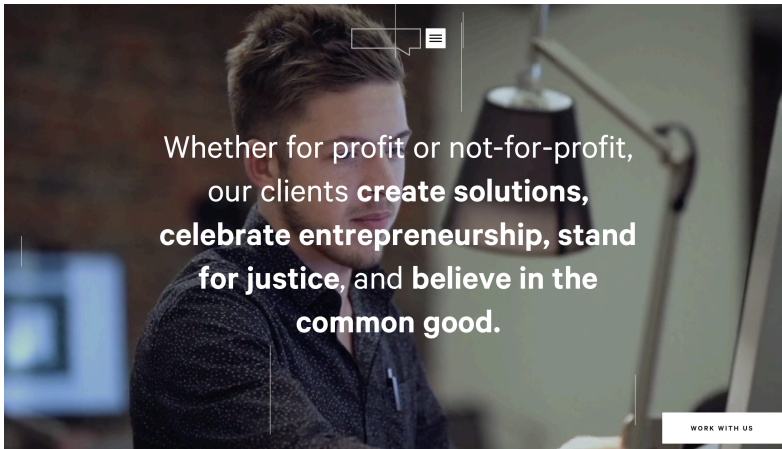 Whether for profit or not-for-profit,
our clients create solutions,
celebrate entrepreneurship, stand
for justice, and believe in the
common good.
WORK WITH US